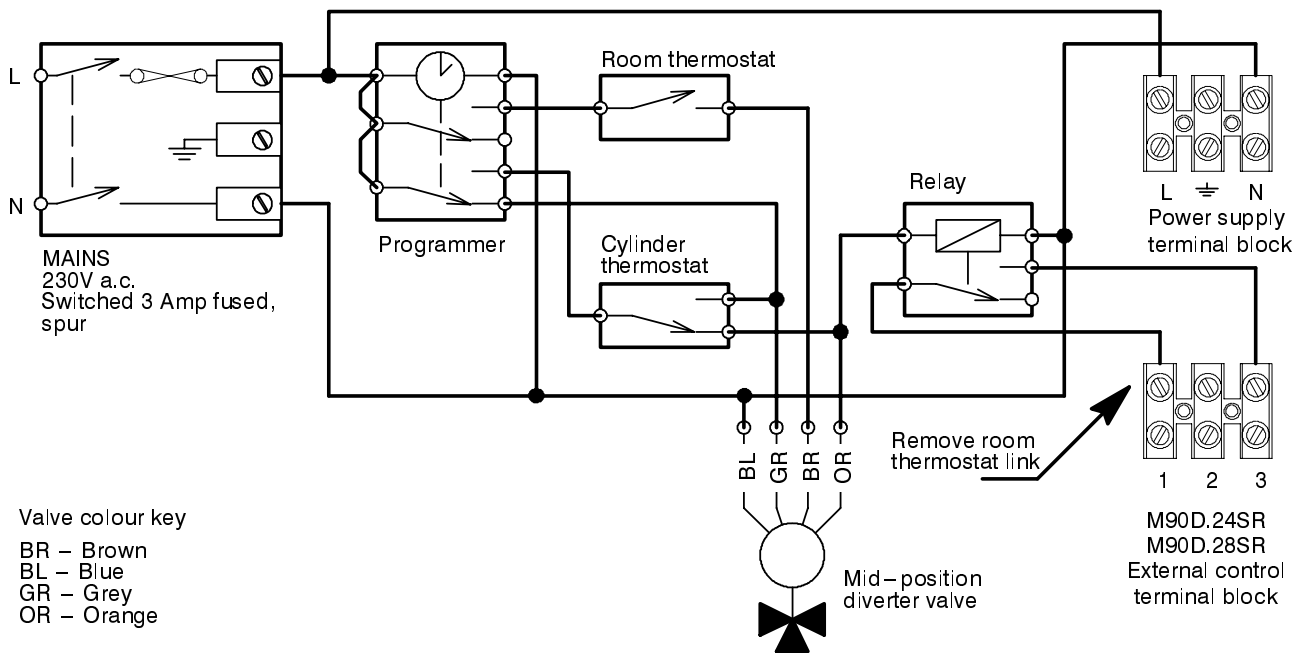 L
N
MAINS
230V a.c.
Switched 3 Amp fused,
spur
Programmer
Room thermostat
Cylinder
thermostat
Relay
L
N
Power supply
terminal block
Remove room
thermostat link
1 2 3
M90D.24SR
M90D.28SR
External control
terminal block
BL
GR
BR
OR
Mid–position
diverter valve
Valve colour key
BR – Brown
BL – Blue
GR – Grey
OR – Orange